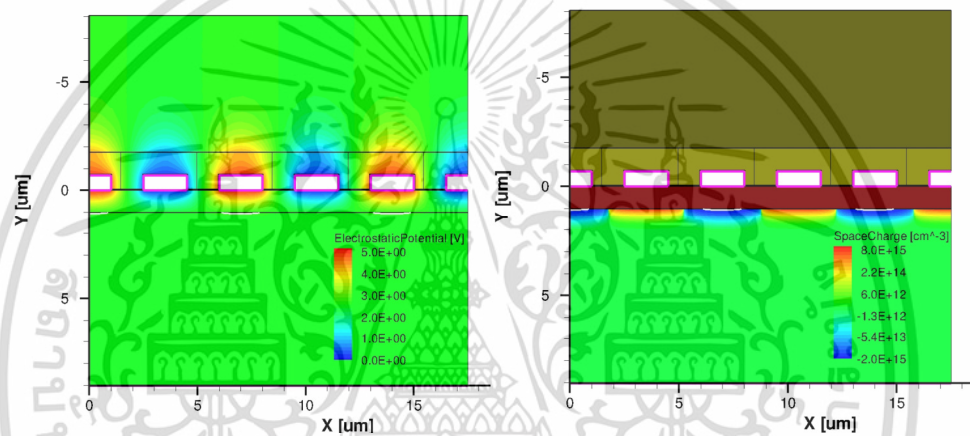 -5
0
5
Y [um]
ElectrostaticPotential [V]
5.0E+00
4.0E+00
3.0E+00
2.0E+00
1.0E+00
0.0E+00
0
5
10
15
X [um]
-5
0
5
Y [um]
SpaceCharge [cm^-3]
8.0E+15
2.2E+14
6.0E+12
-1.3E+12
-5.4E+13
-2.0E+15
0
5
10
15
X [um]